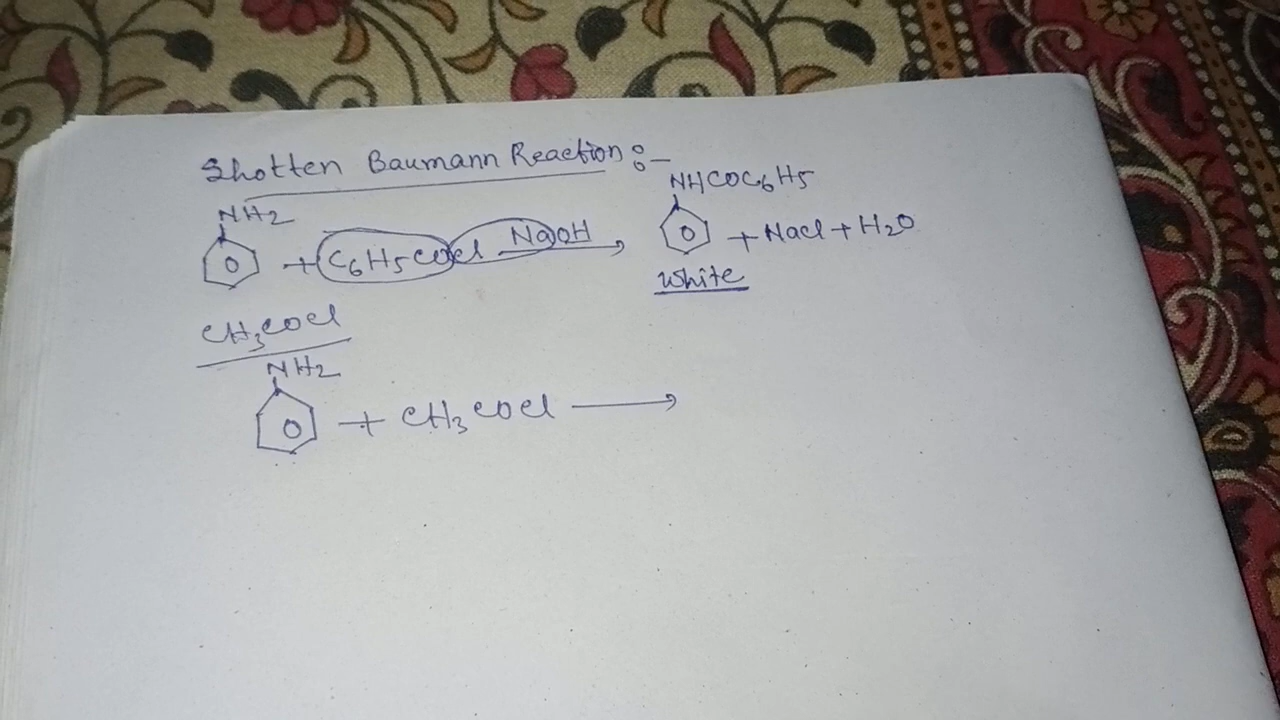 Shotten Baumann Reaction :-
NH2 NHCOC6H5
+ C6H5COCl NaOH → + NaCl + H2O
White
CH3COCl
NH2
+ CH3COCl →